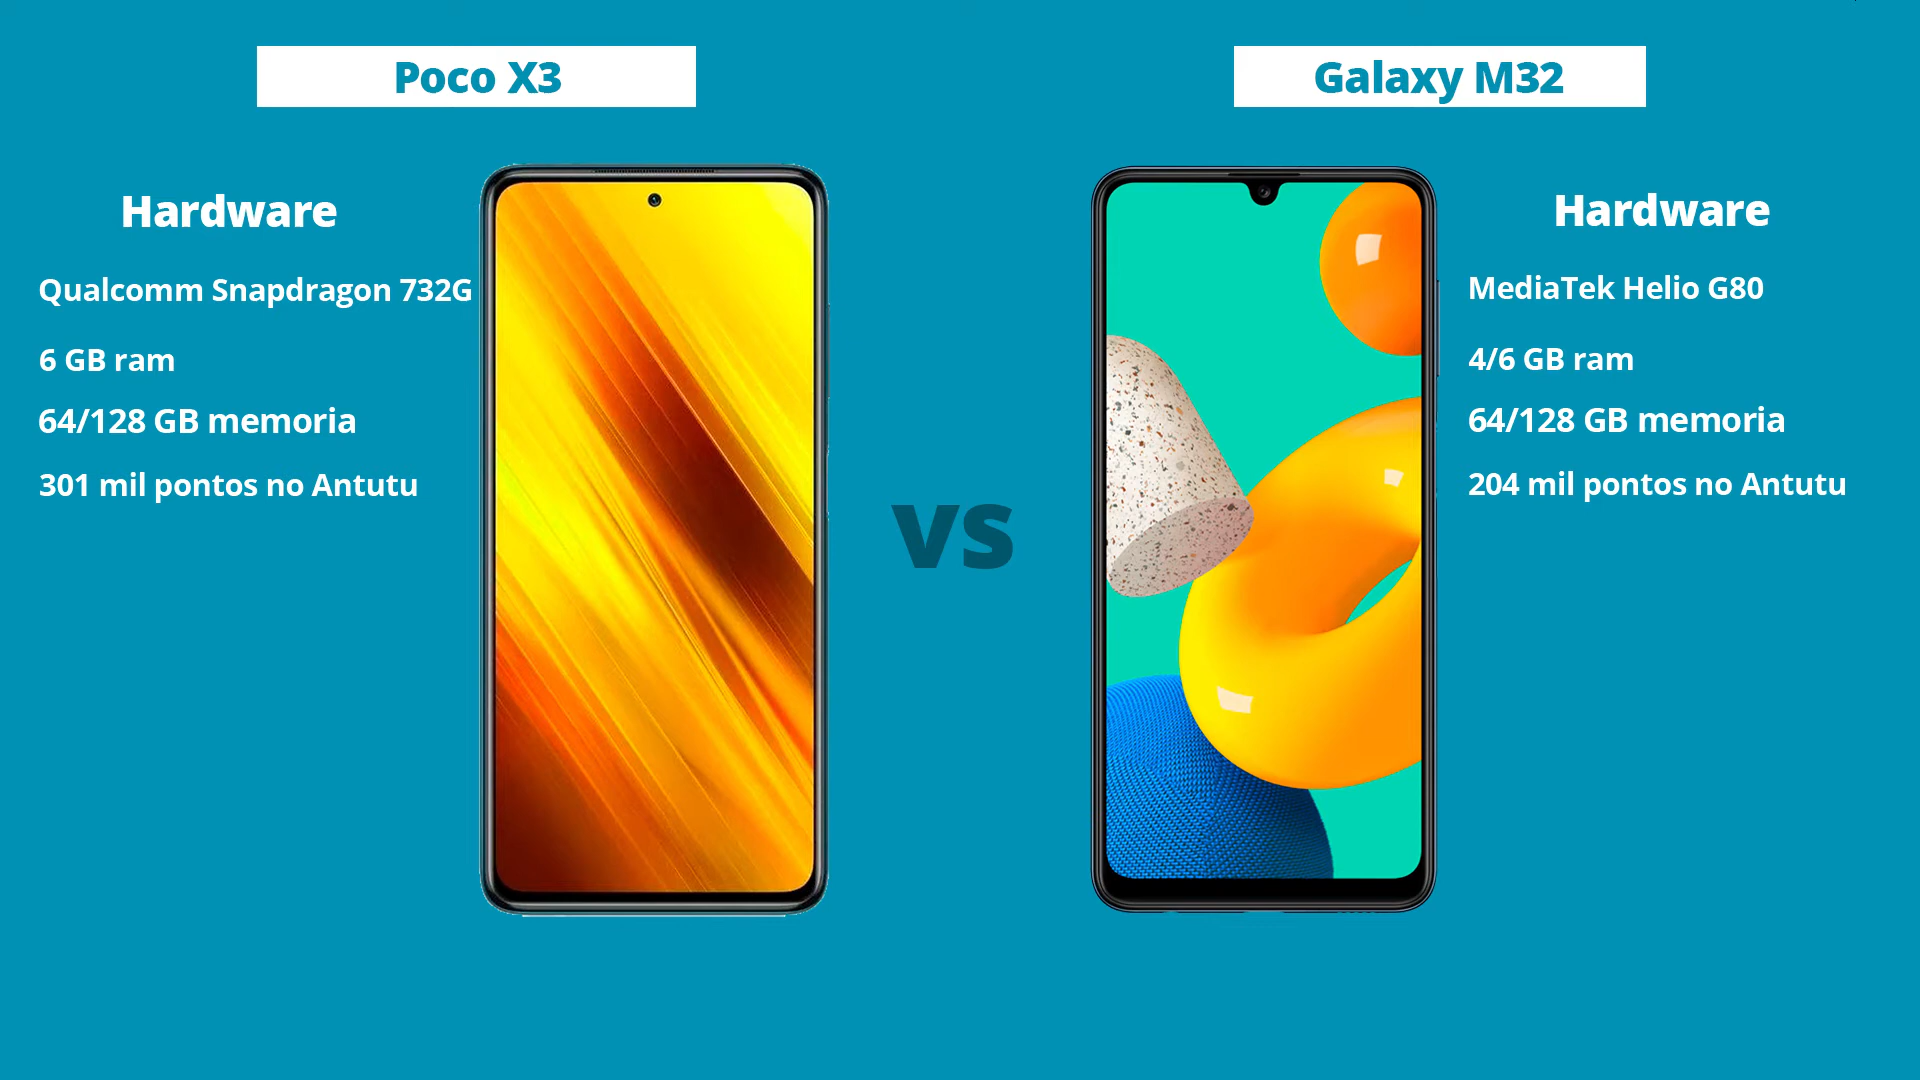 Poco X3
Hardware
Qualcomm Snapdragon 732G
6 GB ram
64/128 GB memoria
301 mil pontos no Antutu
VS
Galaxy M32
Hardware
MediaTek Helio G80
4/6 GB ram
64/128 GB memoria
204 mil pontos no Antutu